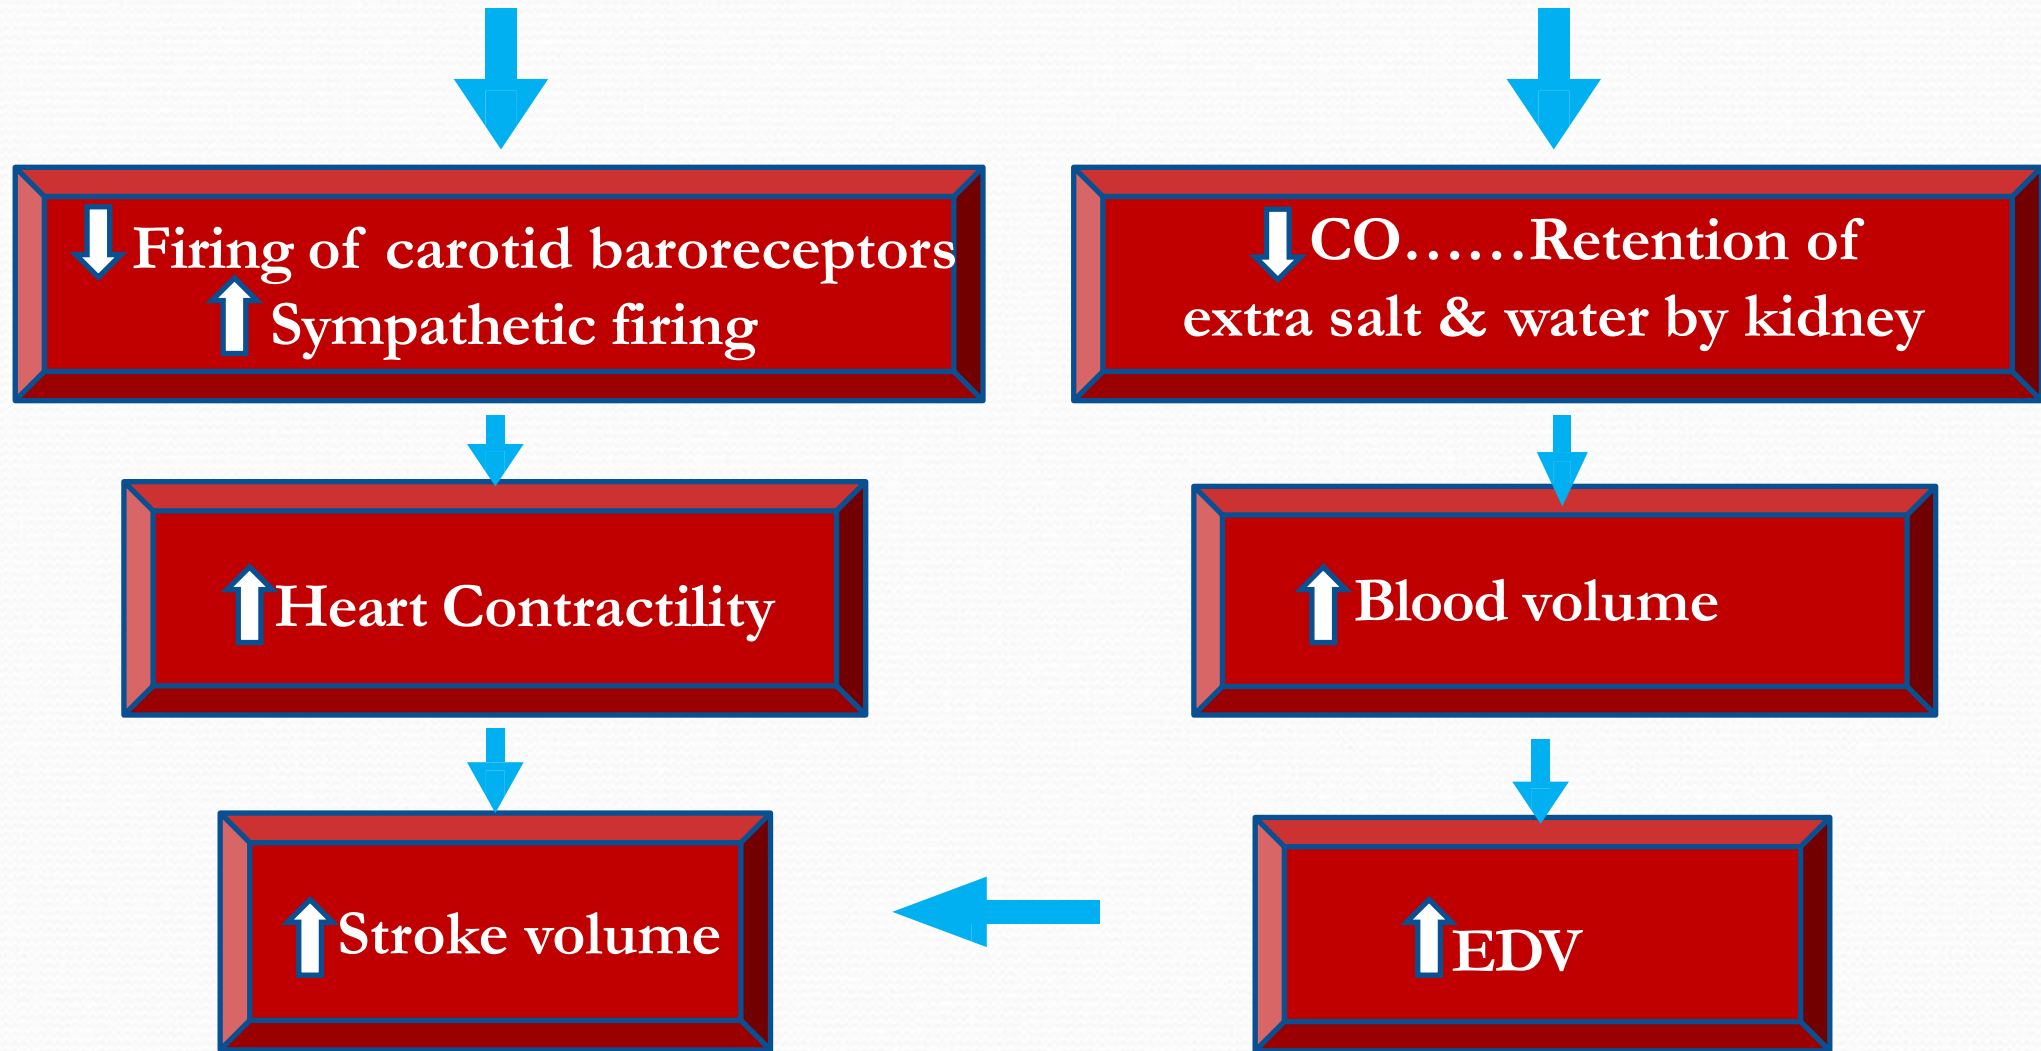 Firing of carotid baroreceptors
Sympathetic firing
CO......Retention of
extra salt & water by kidney
Heart Contractility
Blood volume
Stroke volume
EDV